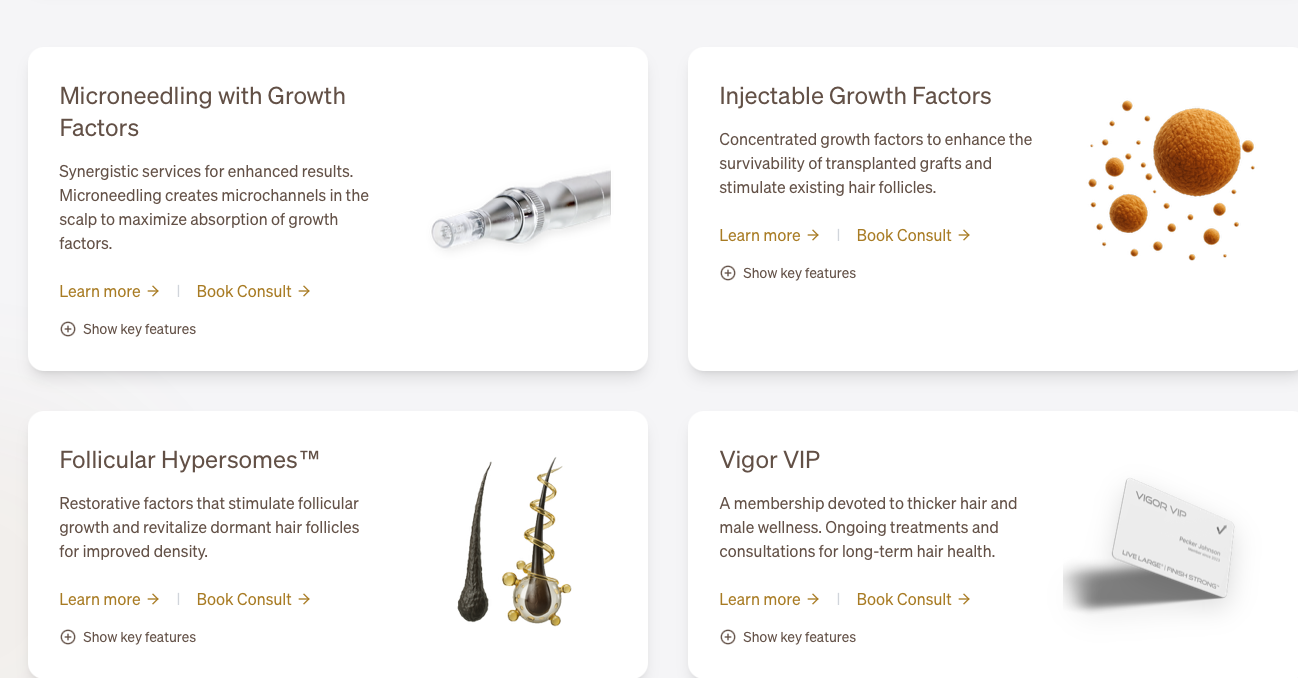 Microneedling with Growth
Factors
Synergistic services for enhanced results.
Microneedling creates microchannels in the
scalp to maximize absorption of growth
factors.
Learn more → | Book Consult →
Show key features
Injectable Growth Factors
Concentrated growth factors to enhance the
survivability of transplanted grafts and
stimulate existing hair follicles.
Learn more → | Book Consult →
Show key features
Follicular Hypersomes™
Restorative factors that stimulate follicular
growth and revitalize dormant hair follicles
for improved density.
Learn more → | Book Consult →
Show key features
Vigor VIP
A membership devoted to thicker hair and
male wellness. Ongoing treatments and
consultations for long-term hair health.
Learn more → | Book Consult →
Show key features
VIGOR VIP
Pecker Johnson
LIVE LARGE° | FINISH STRONG°